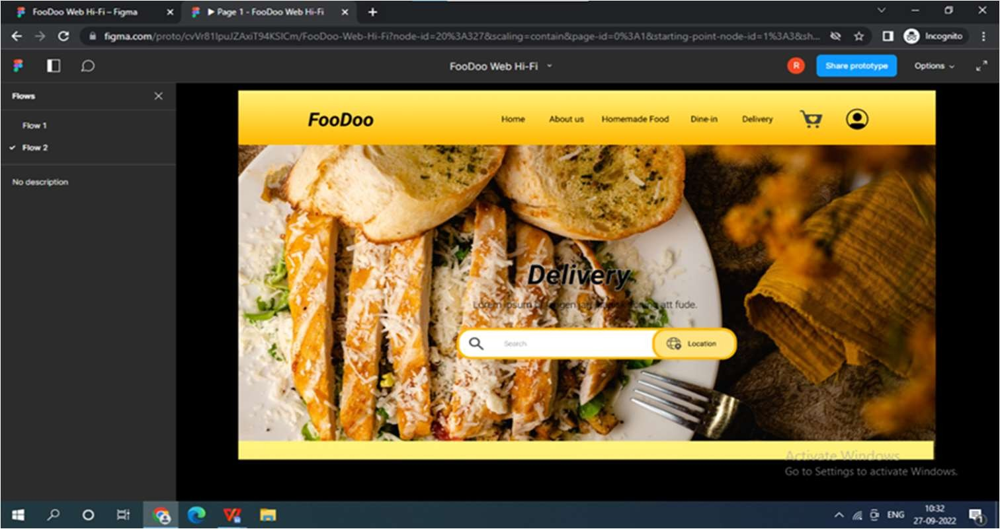 FooDoo Web Hi-Fi – Figma
Page 1 - FooDoo Web Hi-Fi
figma.com/proto/cvVr81IpuJZAxiT94KSlCm/FooDoo-Web-Hi-Fi?node-id=20%3A327&scaling=contain&page-id=0%3A1&starting-point-node-id=1%3A3&sh...
Incognito
FooDoo Web Hi-Fi
R
Share prototype
Options
Flows
Flow 1
Flow 2
No description
FooDoo
Home
About us
Homemade Food
Dine-in
Delivery
Delivery
Lorem ipsum att fude.
Search
Location
Activate Windows
Go to Settings to activate Windows.
ENG
10:32
27-09-2022
1